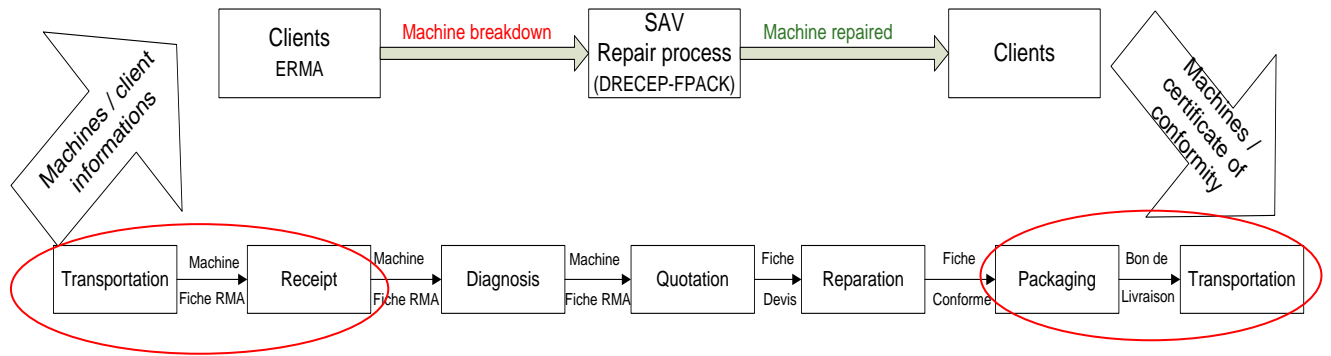 Clients
ERMA
Machine breakdown
SAV
Repair process
(DRECEP-FPACK)
Machine repaired
Clients
Machines / client
informations
Machines /
certificate of
conformity
Transportation
Machine
Fiche RMA
Receipt
Machine
Fiche RMA
Diagnosis
Machine
Fiche RMA
Quotation
Fiche
Devis
Reparation
Fiche
Conforme
Packaging
Bon de
Livraison
Transportation